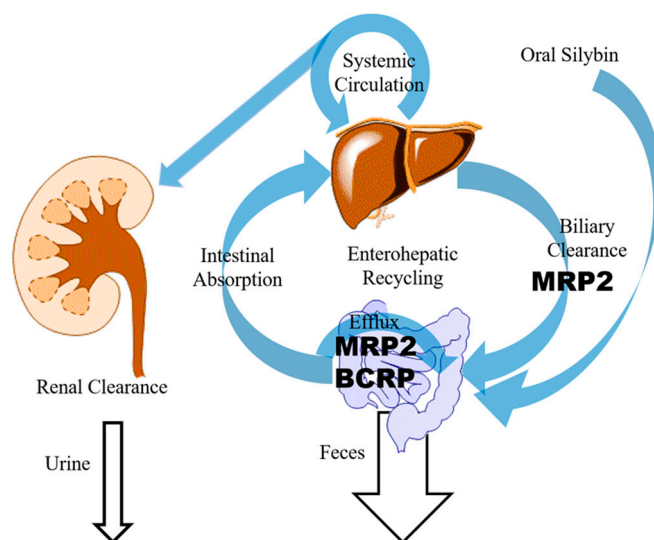 Systemic
Circulation
Oral Silybin
Intestinal
Absorption
Enterohepatic
Recycling
Biliary
Clearance
MRP2
Efflux
MRP2
BCRP
Renal Clearance
Urine
Feces